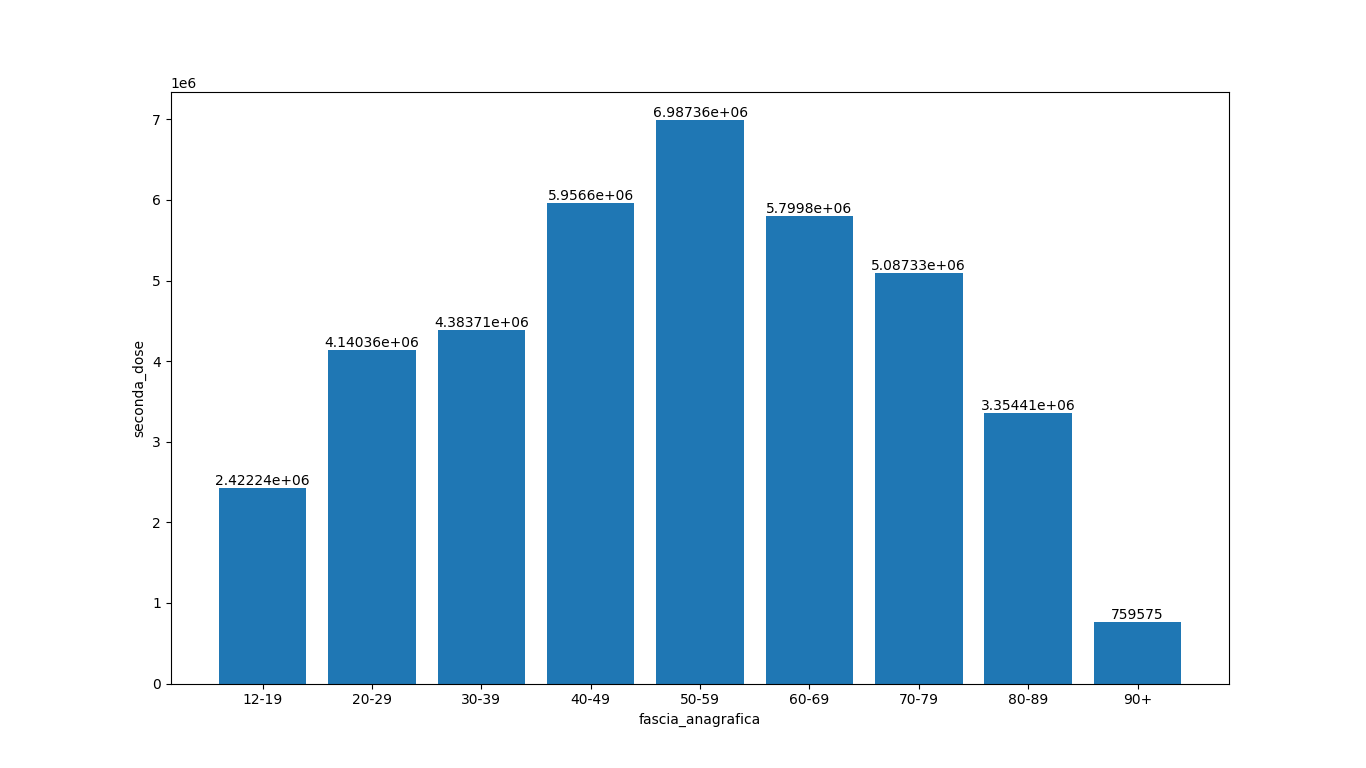 1e6
7
6
5
4
3
2
1
0
seconda_dose
2.42224e+06
4.14036e+06
4.38371e+06
5.9566e+06
6.98736e+06
5.7998e+06
5.08733e+06
3.35441e+06
759575
12-19 20-29 30-39 40-49 50-59 60-69 70-79 80-89 90+
fascia_anagrafica